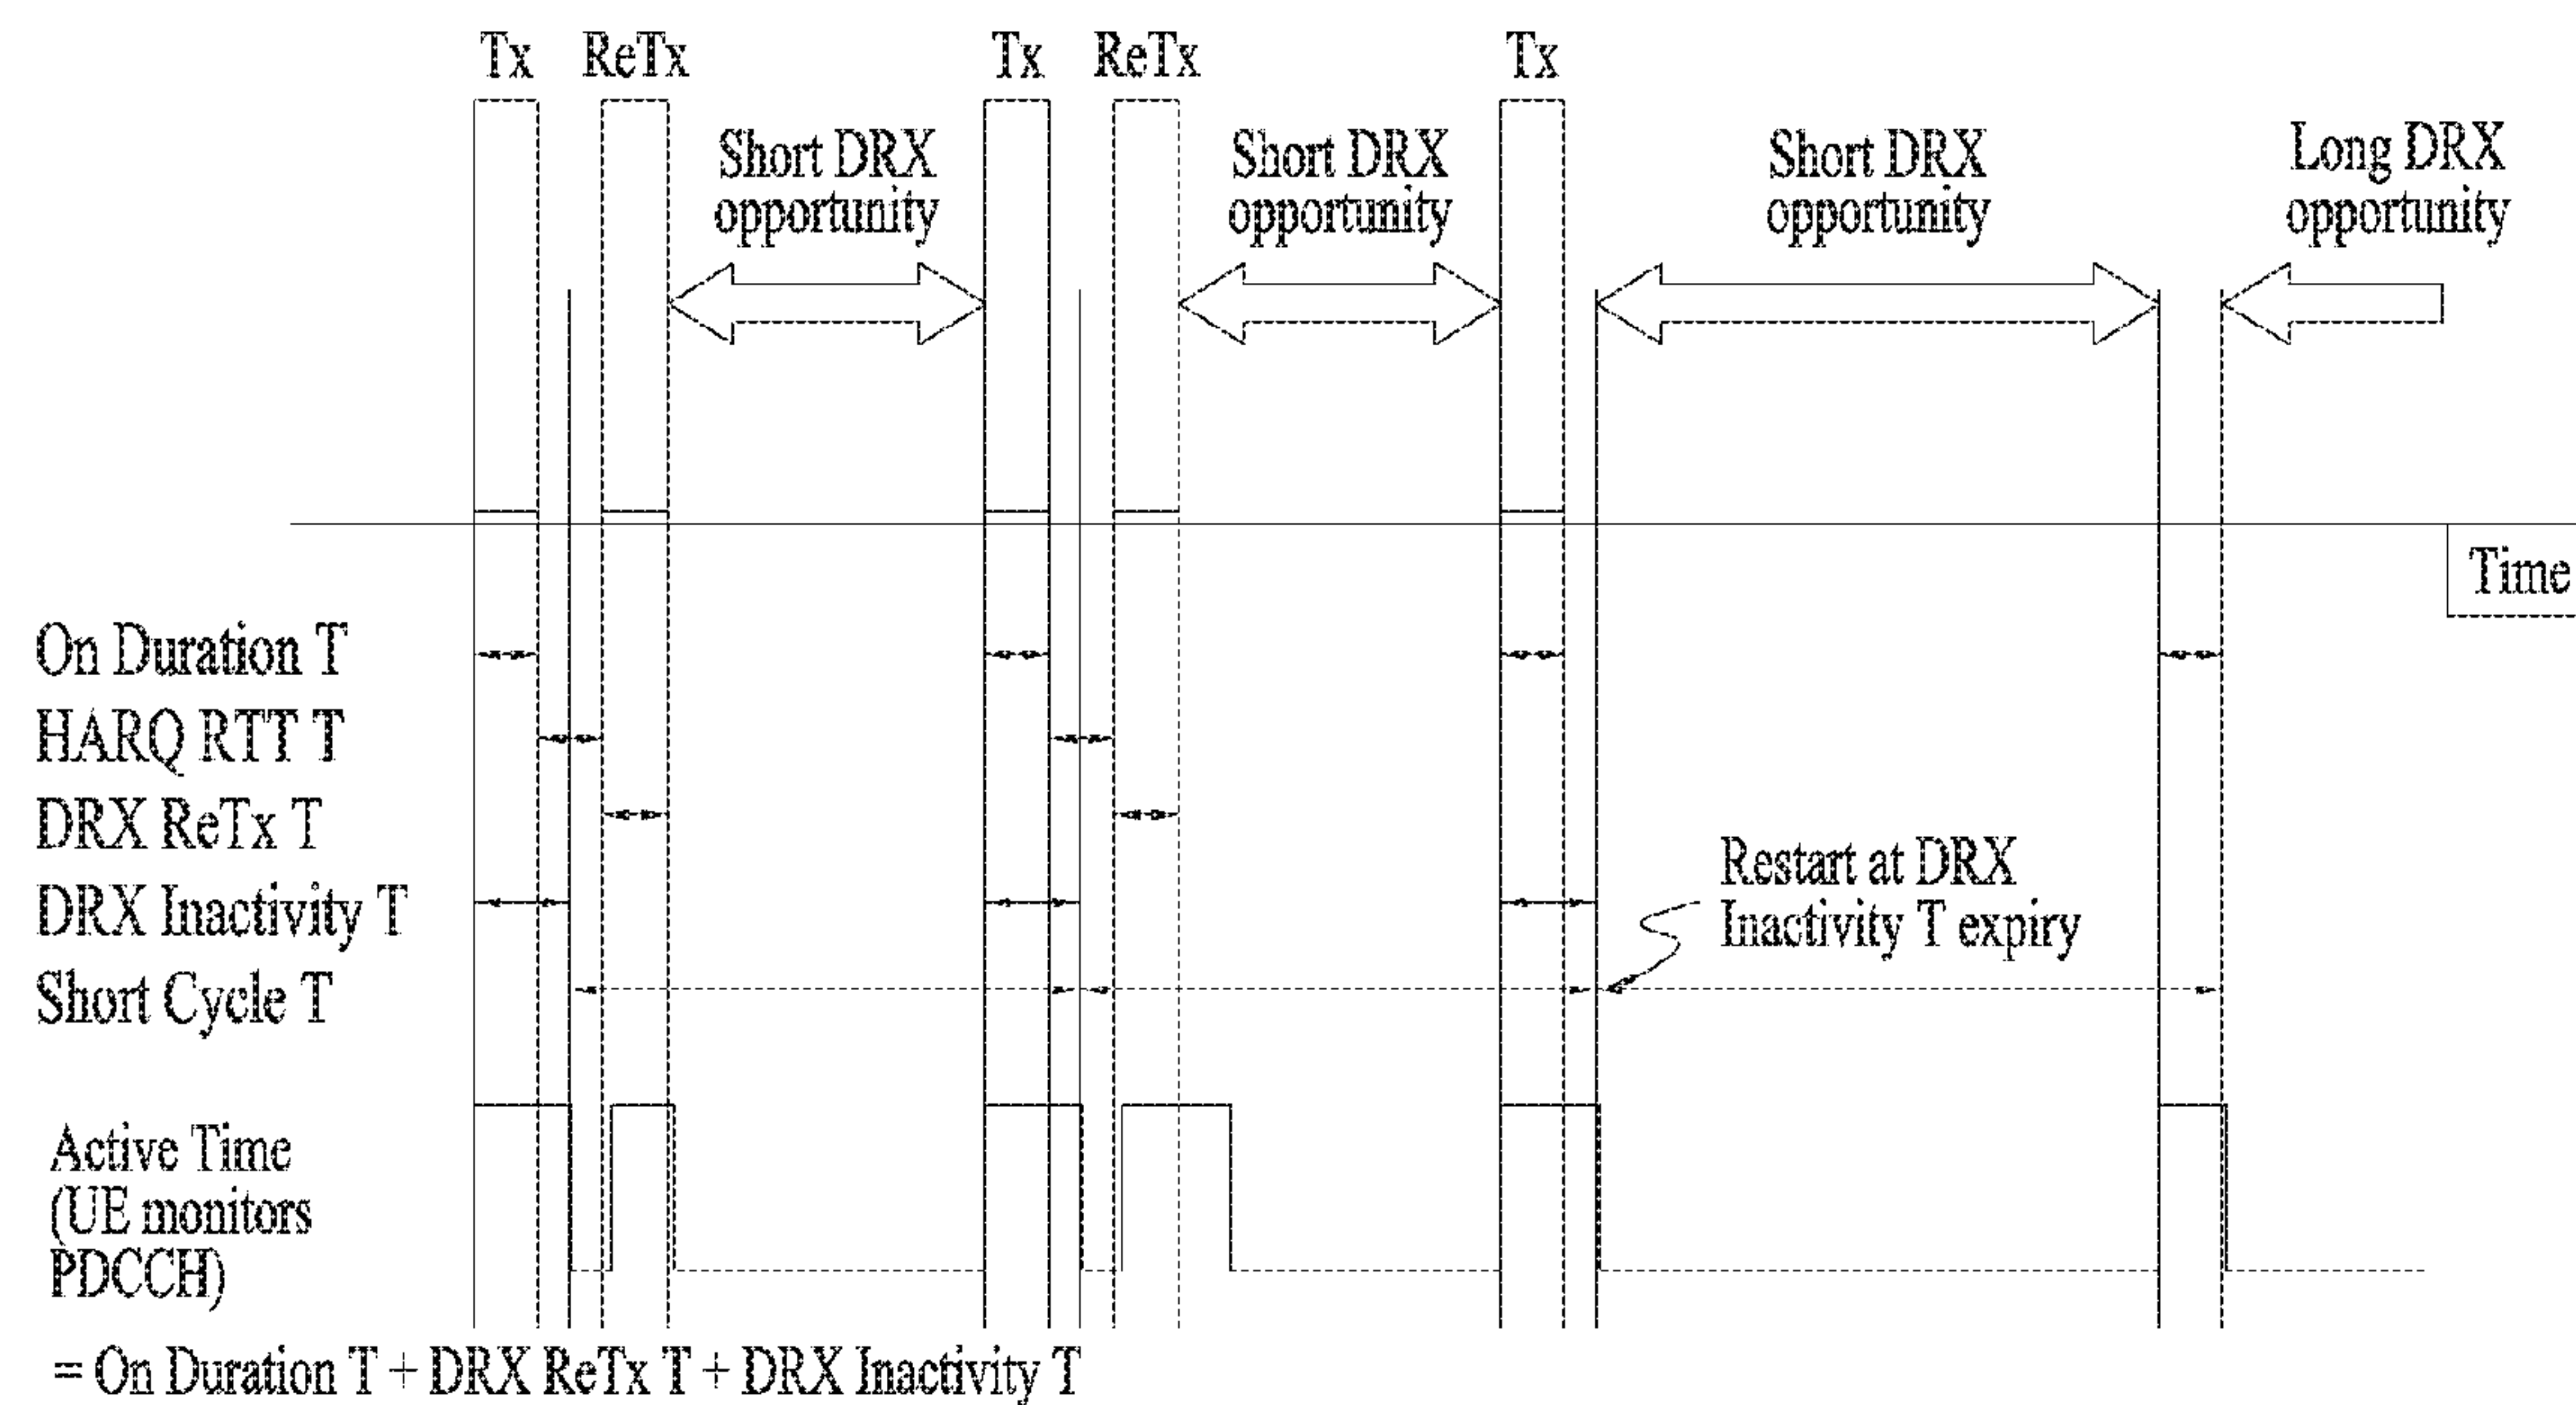 Tx
ReTx
Tx
ReTx
Tx
Short DRX
opportunity
Short DRX
opportunity
Short DRX
opportunity
Long DRX
opportunity
Time
On Duration T
HARQ RTT T
DRX ReTx T
DRX Inactivity T
Short Cycle T
Restart at DRX
Inactivity T expiry
Active Time
(UE monitors
PDCCH)
= On Duration T + DRX ReTx T + DRX Inactivity T